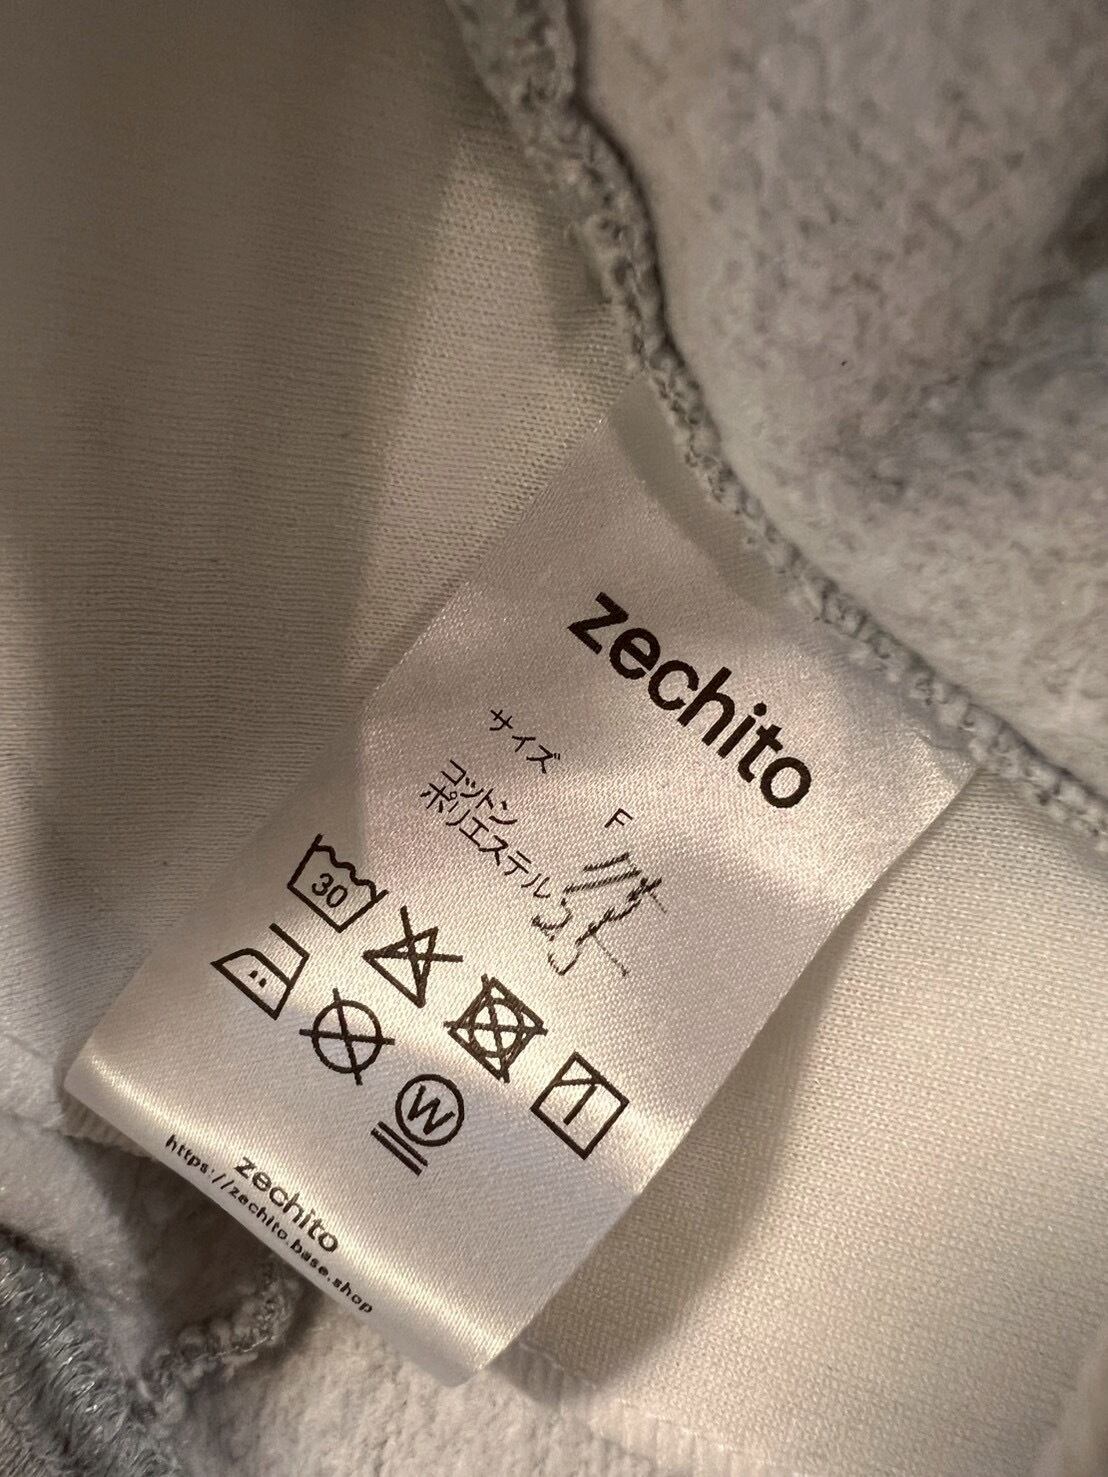 zechito
サイズ F
コットン
ポリエステル
30
W
zechito
https://zechito.base.shop